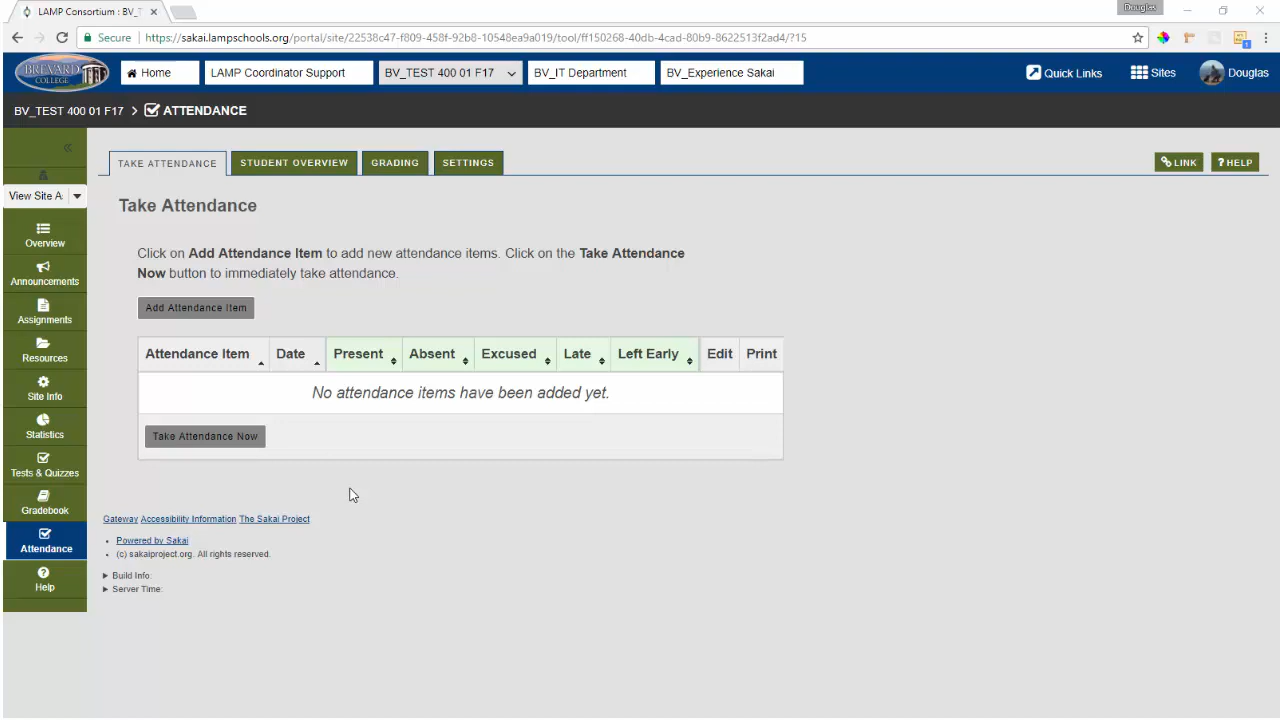 LAMP Consortium : BV_T
Douglas
Secure
https://sakai.lampschools.org/portal/site/22538c47-f809-458f-92b8-10548ea9a019/tool/ff150268-40db-4cad-80b9-8622513f2ad4/?15
BREVARD
COLLEGE
Home
LAMP Coordinator Support
BV_TEST 400 01 F17
BV_IT Department
BV_Experience Sakai
Quick Links
Sites
Douglas
BV_TEST 400 01 F17 > ATTENDANCE
View Site A
Overview
Announcements
Assignments
Resources
Site Info
Statistics
Tests & Quizzes
Gradebook
Attendance
Help
TAKE ATTENDANCE
STUDENT OVERVIEW
GRADING
SETTINGS
LINK
? HELP
Take Attendance
Click on Add Attendance Item to add new attendance items. Click on the Take Attendance
Now button to immediately take attendance.
Add Attendance Item
Attendance Item Date Present Absent Excused Late Left Early Edit Print
No attendance items have been added yet.
Take Attendance Now
Gateway Accessibility Information The Sakai Project
• Powered by Sakai
• (c) sakaiproject.org. All rights reserved.
► Build Info:
► Server Time: